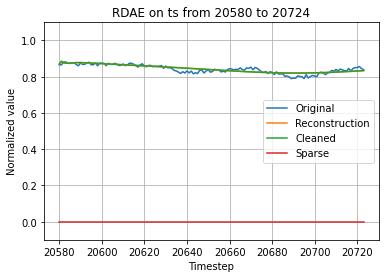 RDAE on ts from 20580 to 20724
Normalized value
1.0
0.8
0.6
0.4
0.2
0.0
Original
Reconstruction
Cleaned
Sparse
20580 20600 20620 20640 20660 20680 20700 20720
Timestep